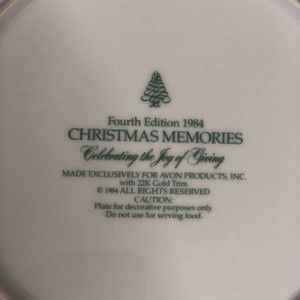 Fourth Edition 1984
CHRISTMAS MEMORIES
Celebrating the Joy of Giving
MADE EXCLUSIVELY FOR AVON PRODUCTS, INC.
with 22K Gold Trim
© 1984 ALL RIGHTS RESERVED
CAUTION:
Plate for decorative purposes only.
Do not use for serving food.